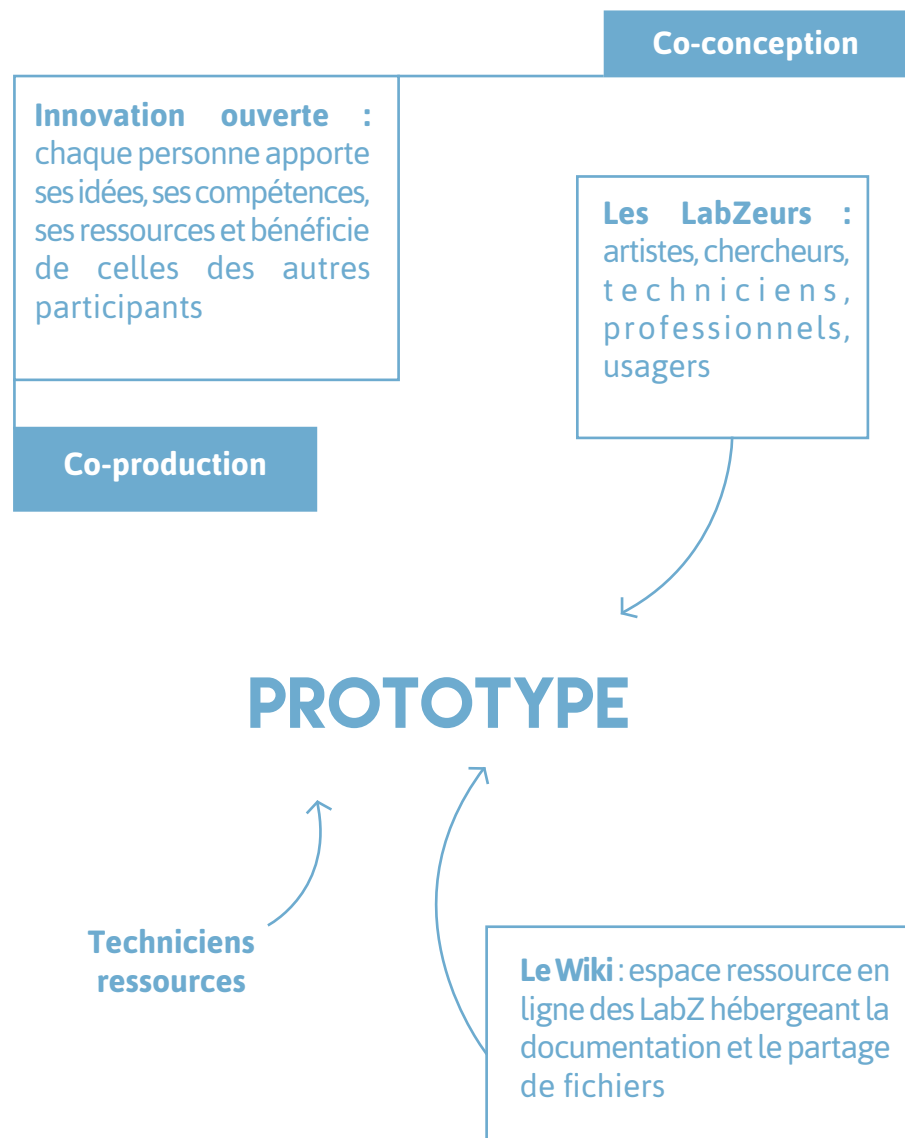 Co-conception
Innovation ouverte :
chaque personne apporte
ses idées, ses compétences,
ses ressources et bénéficie
de celles des autres
participants
Les LabZeurs :
artistes, chercheurs,
techniciens,
professionnels,
usagers
Co-production
PROTOTYPE
Techniciens
ressources
Le Wiki : espace ressource en
ligne des LabZ hébergeant la
documentation et le partage
de fichiers